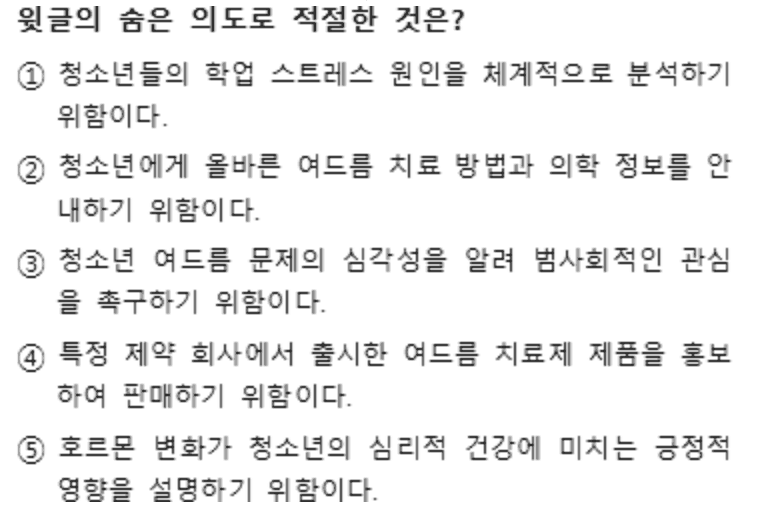 윗글의 숨은 의도로 적절한 것은?
① 청소년들의 학업 스트레스 원인을 체계적으로 분석하기
위함이다.
② 청소년에게 올바른 여드름 치료 방법과 의학 정보를 안
내하기 위함이다.
③ 청소년 여드름 문제의 심각성을 알려 범사회적인 관심
을 촉구하기 위함이다.
④ 특정 제약 회사에서 출시한 여드름 치료제 제품을 홍보
하여 판매하기 위함이다.
⑤ 호르몬 변화가 청소년의 심리적 건강에 미치는 긍정적
영향을 설명하기 위함이다.